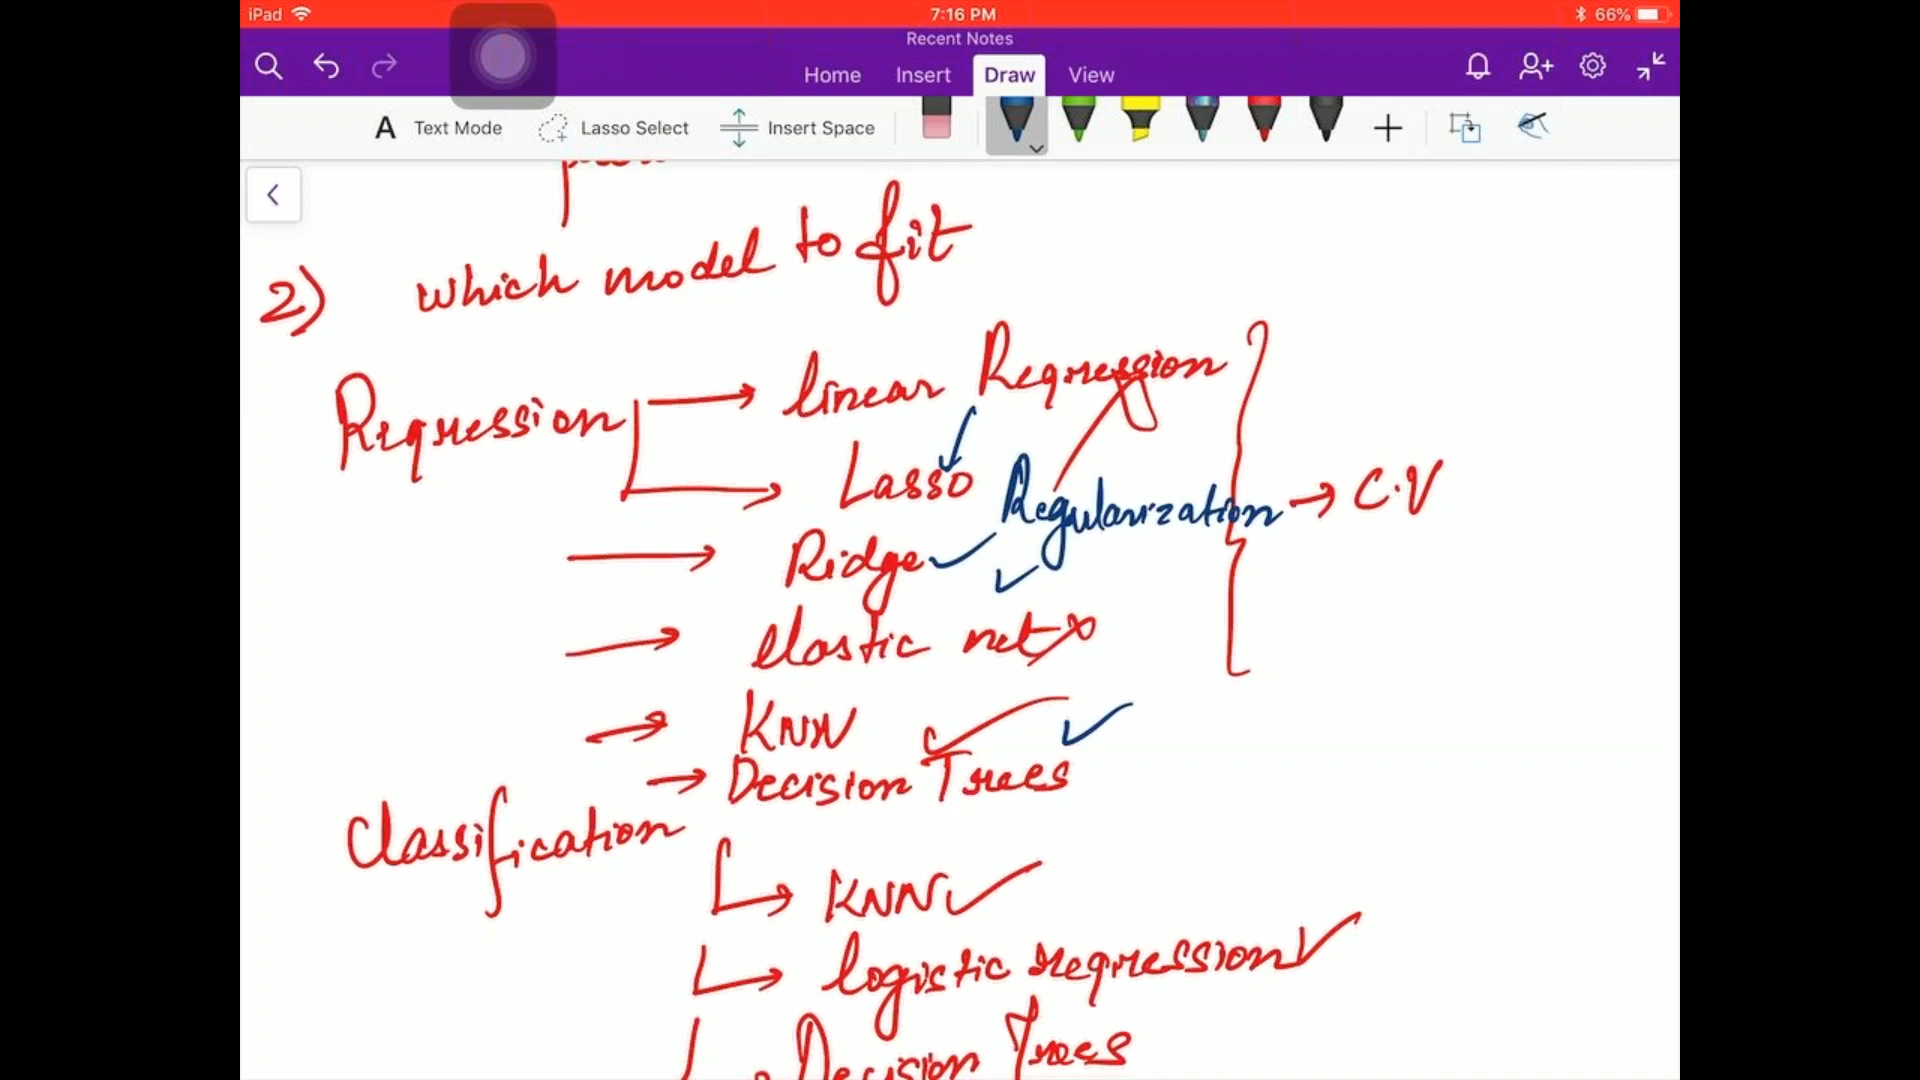 iPad 7:16 PM 66%
Recent Notes
Home Insert Draw View
A Text Mode Lasso Select Insert Space
2) which model to fit
Regression → linear Regression
→ Lasso Regularization → C.V
→ Ridge
→ elastic net
→ KNN
→ Decision Trees
Classification
→ KNN
→ logistic regression
→ Decision Trees